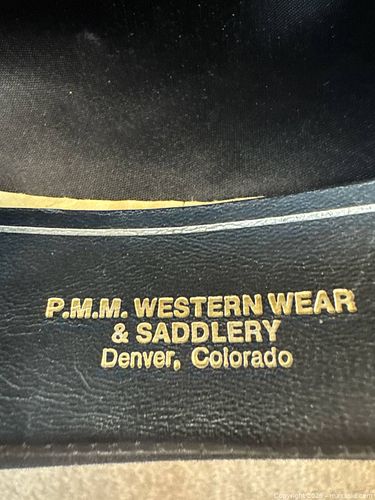 P.M.M. WESTERN WEAR
& SADDLERY
Denver, Colorado